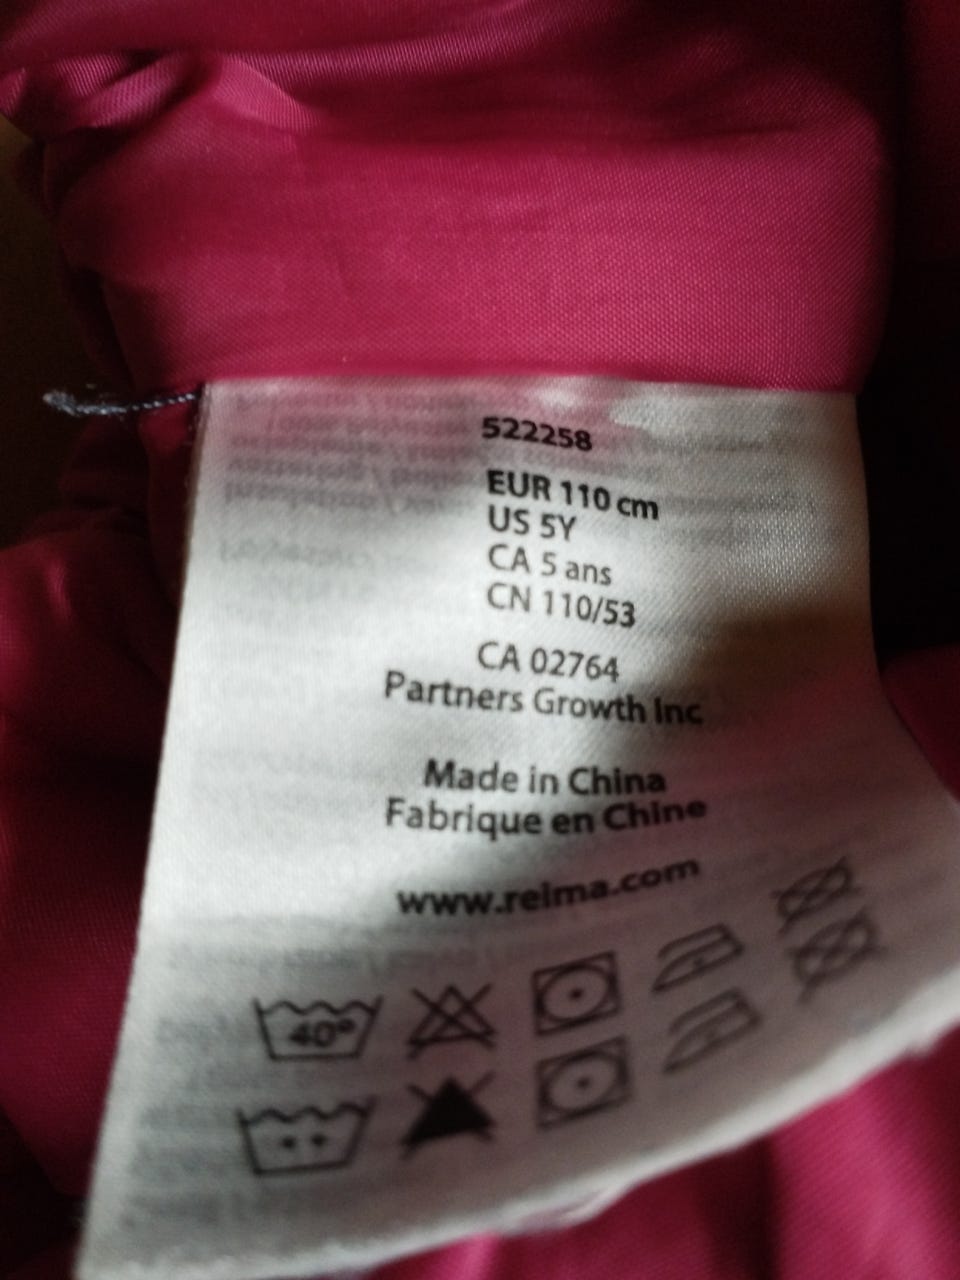 522258
EUR 110 cm
US 5Y
CA 5 ans
CN 110/53
CA 02764
Partners Growth Inc
Made in China
Fabrique en Chine
www.reima.com
40°